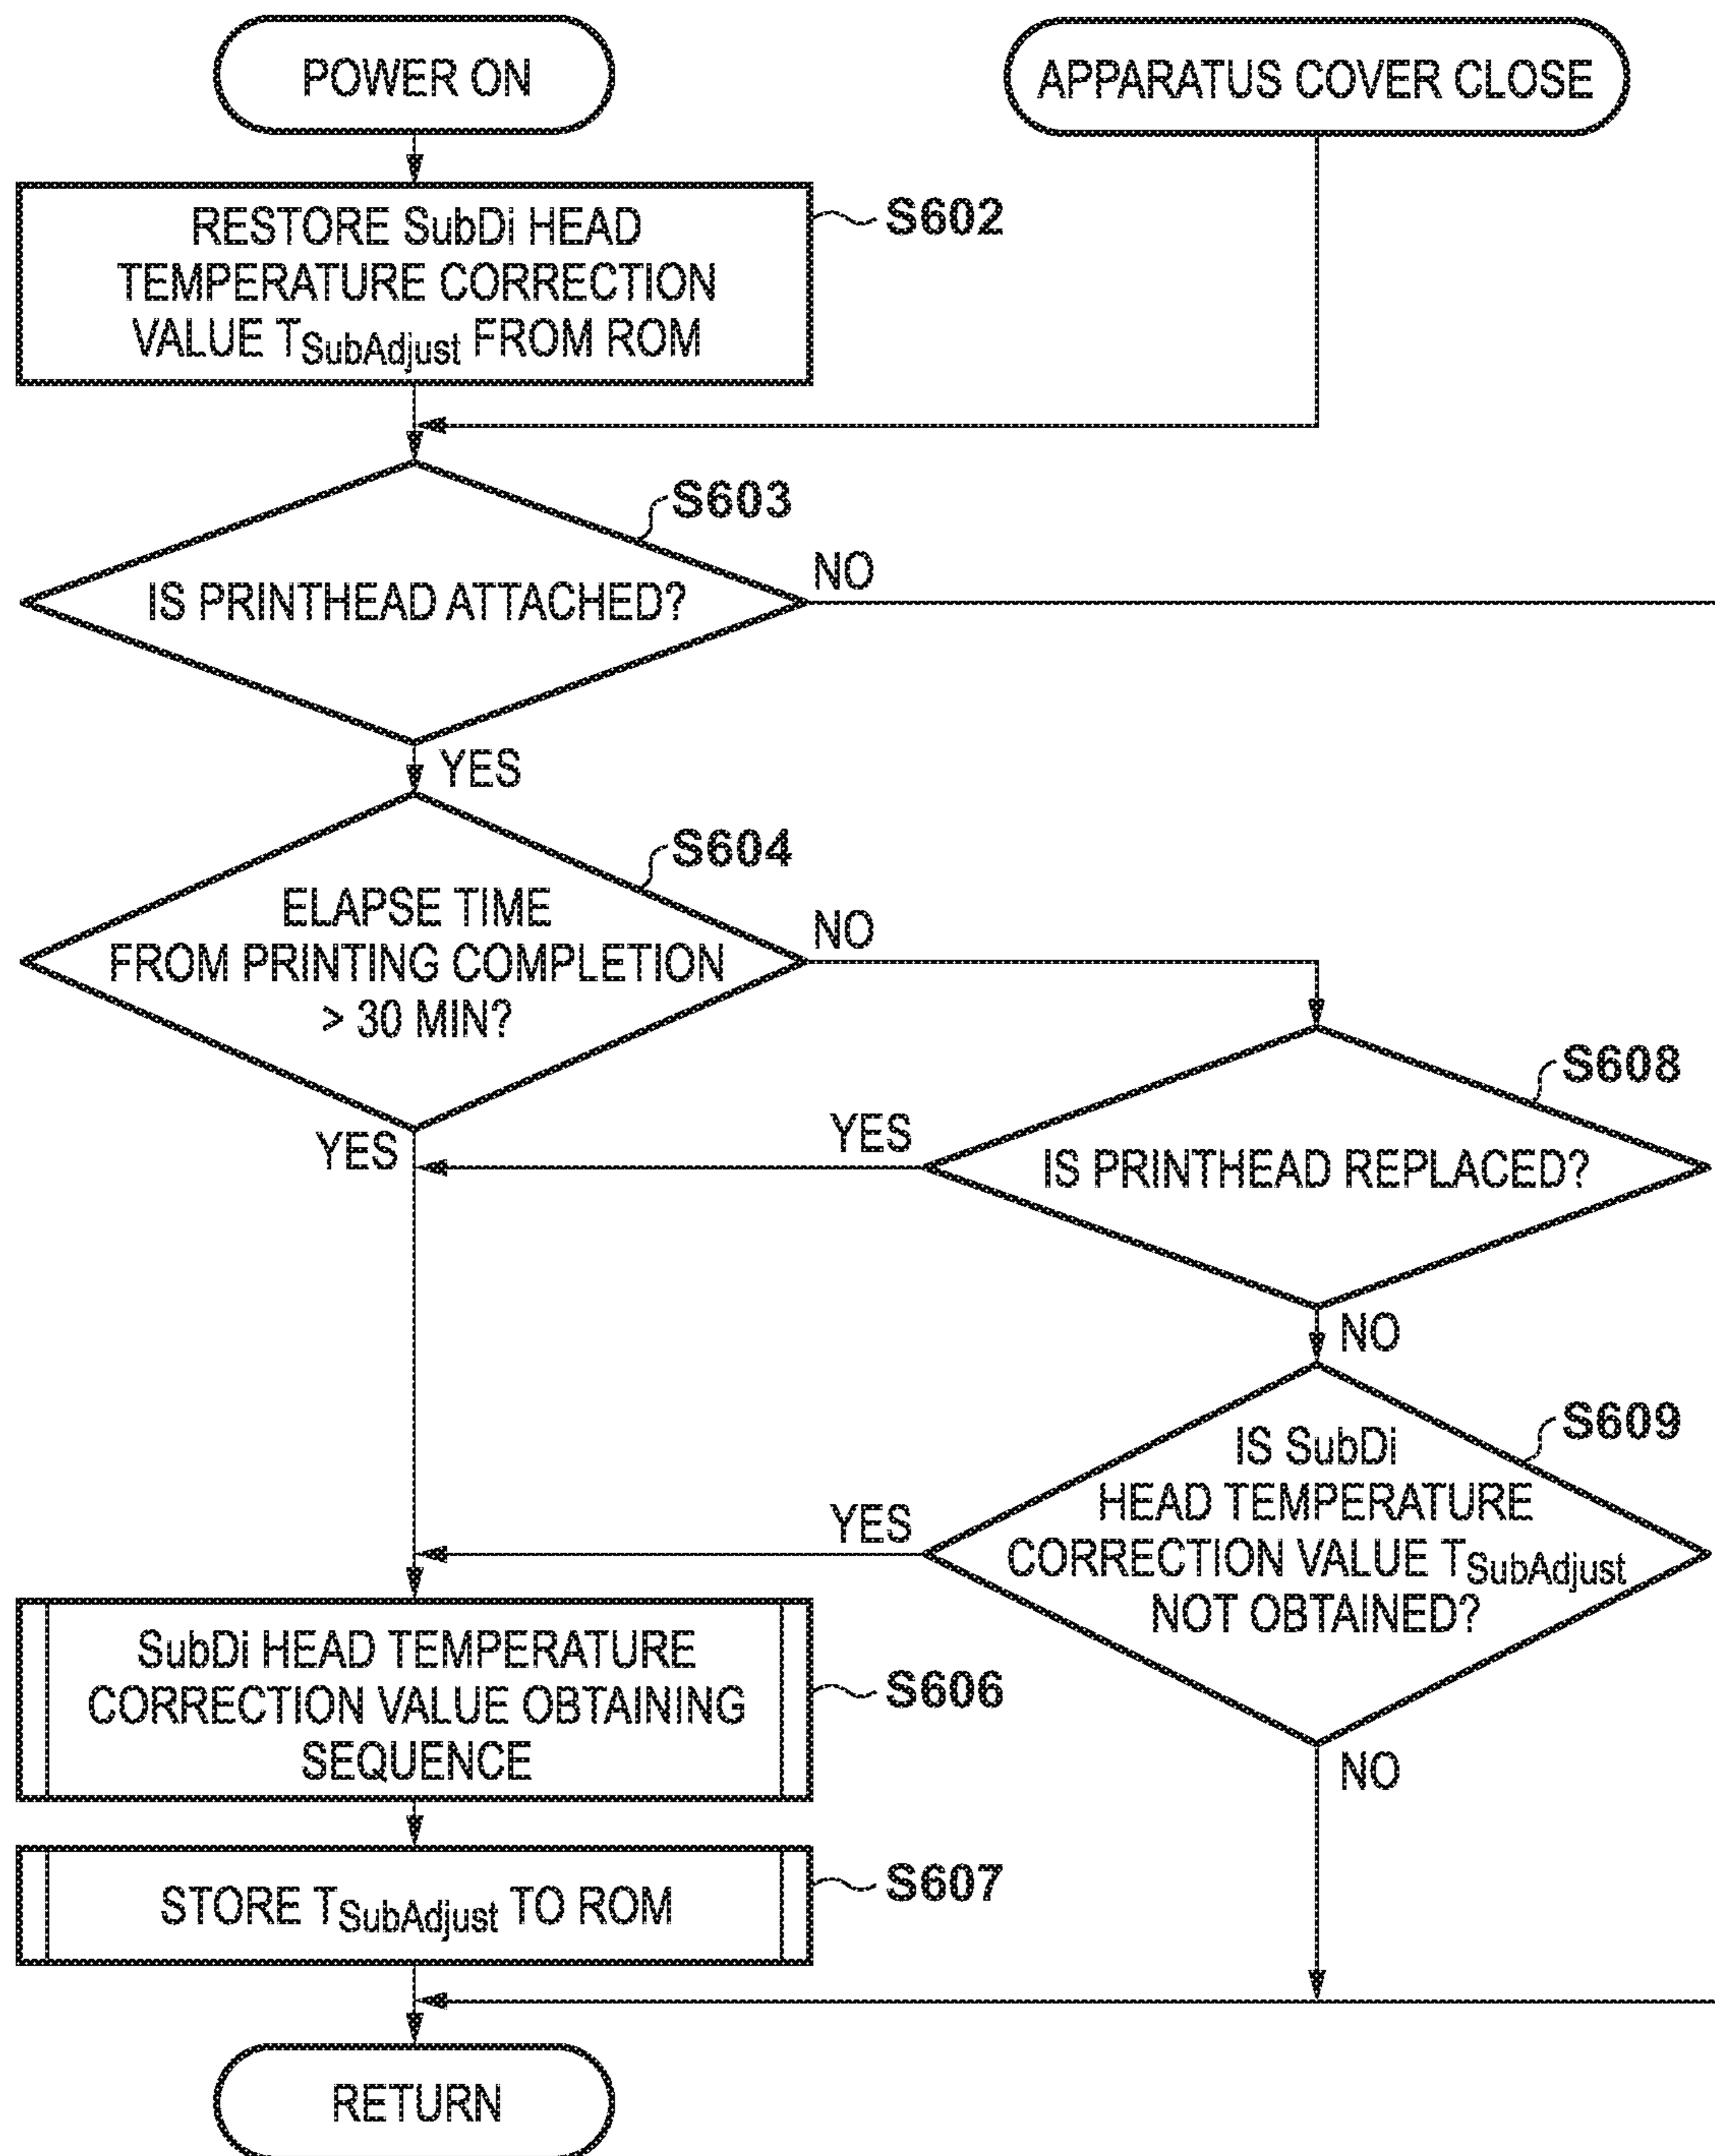 POWER ON
APPARATUS COVER CLOSE
RESTORE SubDi HEAD
TEMPERATURE CORRECTION
VALUE TSubAdjust FROM ROM
S602
S603
IS PRINTHEAD ATTACHED?
NO
YES
S604
ELAPSE TIME
FROM PRINTING COMPLETION
> 30 MIN?
NO
YES
S608
IS PRINTHEAD REPLACED?
YES
NO
S609
IS SubDi
HEAD TEMPERATURE
CORRECTION VALUE TSubAdjust
NOT OBTAINED?
YES
NO
SubDi HEAD TEMPERATURE
CORRECTION VALUE OBTAINING
SEQUENCE
S606
STORE TSubAdjust TO ROM
S607
RETURN